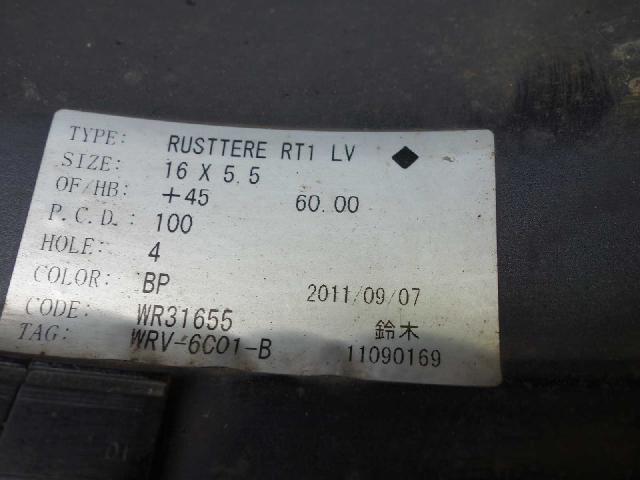 TYPE: RUSTTERE RT1 LV ◆
SIZE: 16 X 5.5
OF/HB: +45 60.00
P.C.D.: 100
HOLE: 4
COLOR: BP 2011/09/07
CODE: WR31655 鈴木
TAG: WRV-6C01-B 11090169